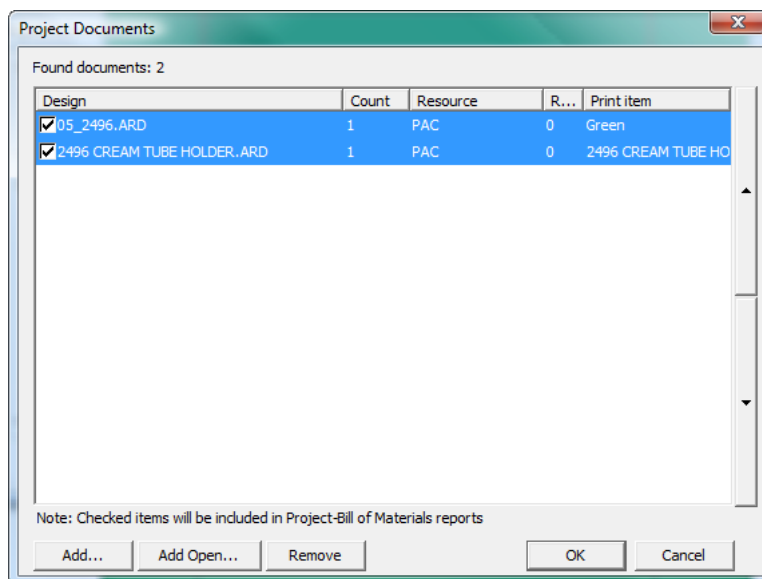 Project Documents
Found documents: 2
Design Count Resource R... Print item
05_2496.ARD 1 PAC 0 Green
2496 CREAM TUBE HOLDER.ARD 1 PAC 0 2496 CREAM TUBE HO
Note: Checked items will be included in Project-Bill of Materials reports
Add... Add Open... Remove OK Cancel